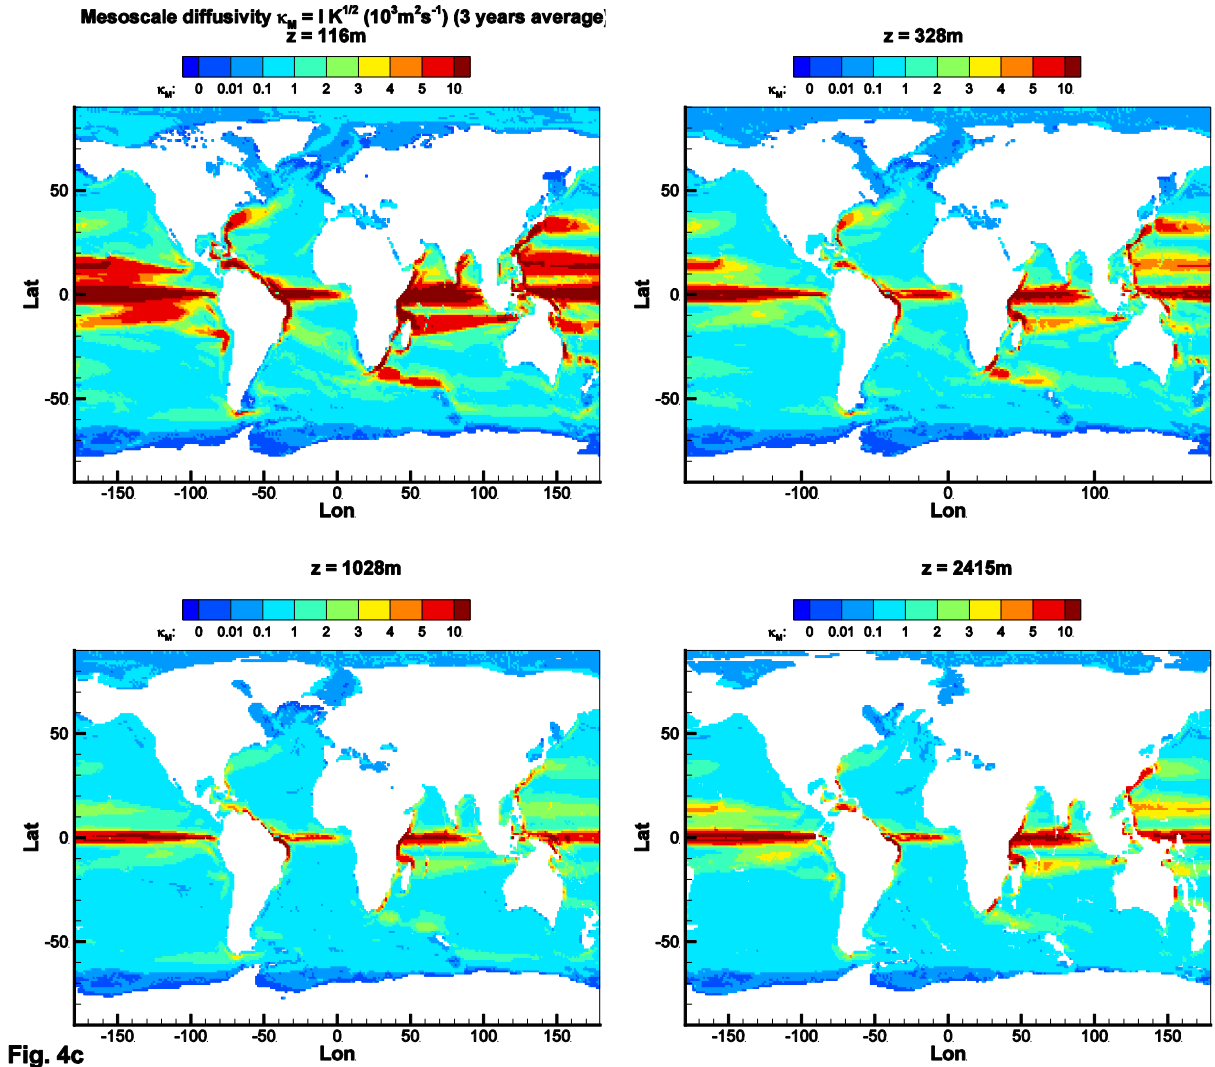 Mesoscale diffusivity κM = l K1/2 (103m2s-1) (3 years average)
z = 116m
κM: 0 0.01 0.1 1 2 3 4 5 10
50
0
-50
Lat
-150 -100 -50 0 50 100 150
Lon
z = 328m
κM: 0 0.01 0.1 1 2 3 4 5 10
50
0
-50
Lat
-100 0 100
Lon
z = 1028m
κM: 0 0.01 0.1 1 2 3 4 5 10
50
0
-50
Lat
-150 -100 -50 0 50 100 150
Lon
z = 2415m
κM: 0 0.01 0.1 1 2 3 4 5 10
50
0
-50
Lat
-150 -100 -50 0 50 100 150
Lon
Fig. 4c